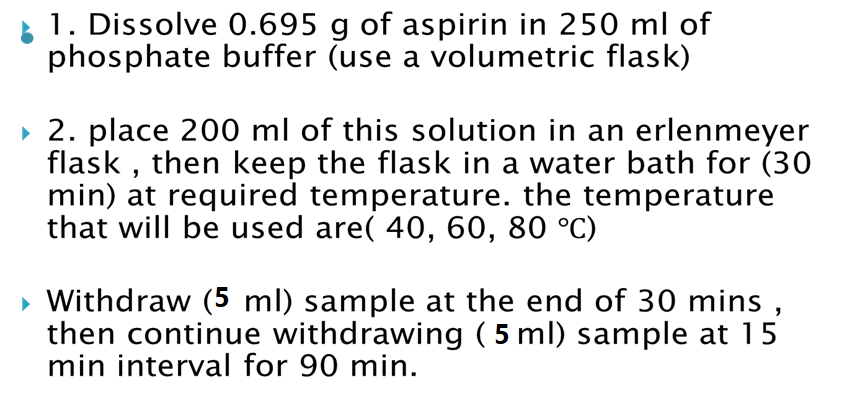 1. Dissolve 0.695 g of aspirin in 250 ml of
phosphate buffer (use a volumetric flask)
2. place 200 ml of this solution in an erlenmeyer
flask , then keep the flask in a water bath for (30
min) at required temperature. the temperature
that will be used are( 40, 60, 80 °C)
Withdraw (5 ml) sample at the end of 30 mins ,
then continue withdrawing ( 5 ml) sample at 15
min interval for 90 min.